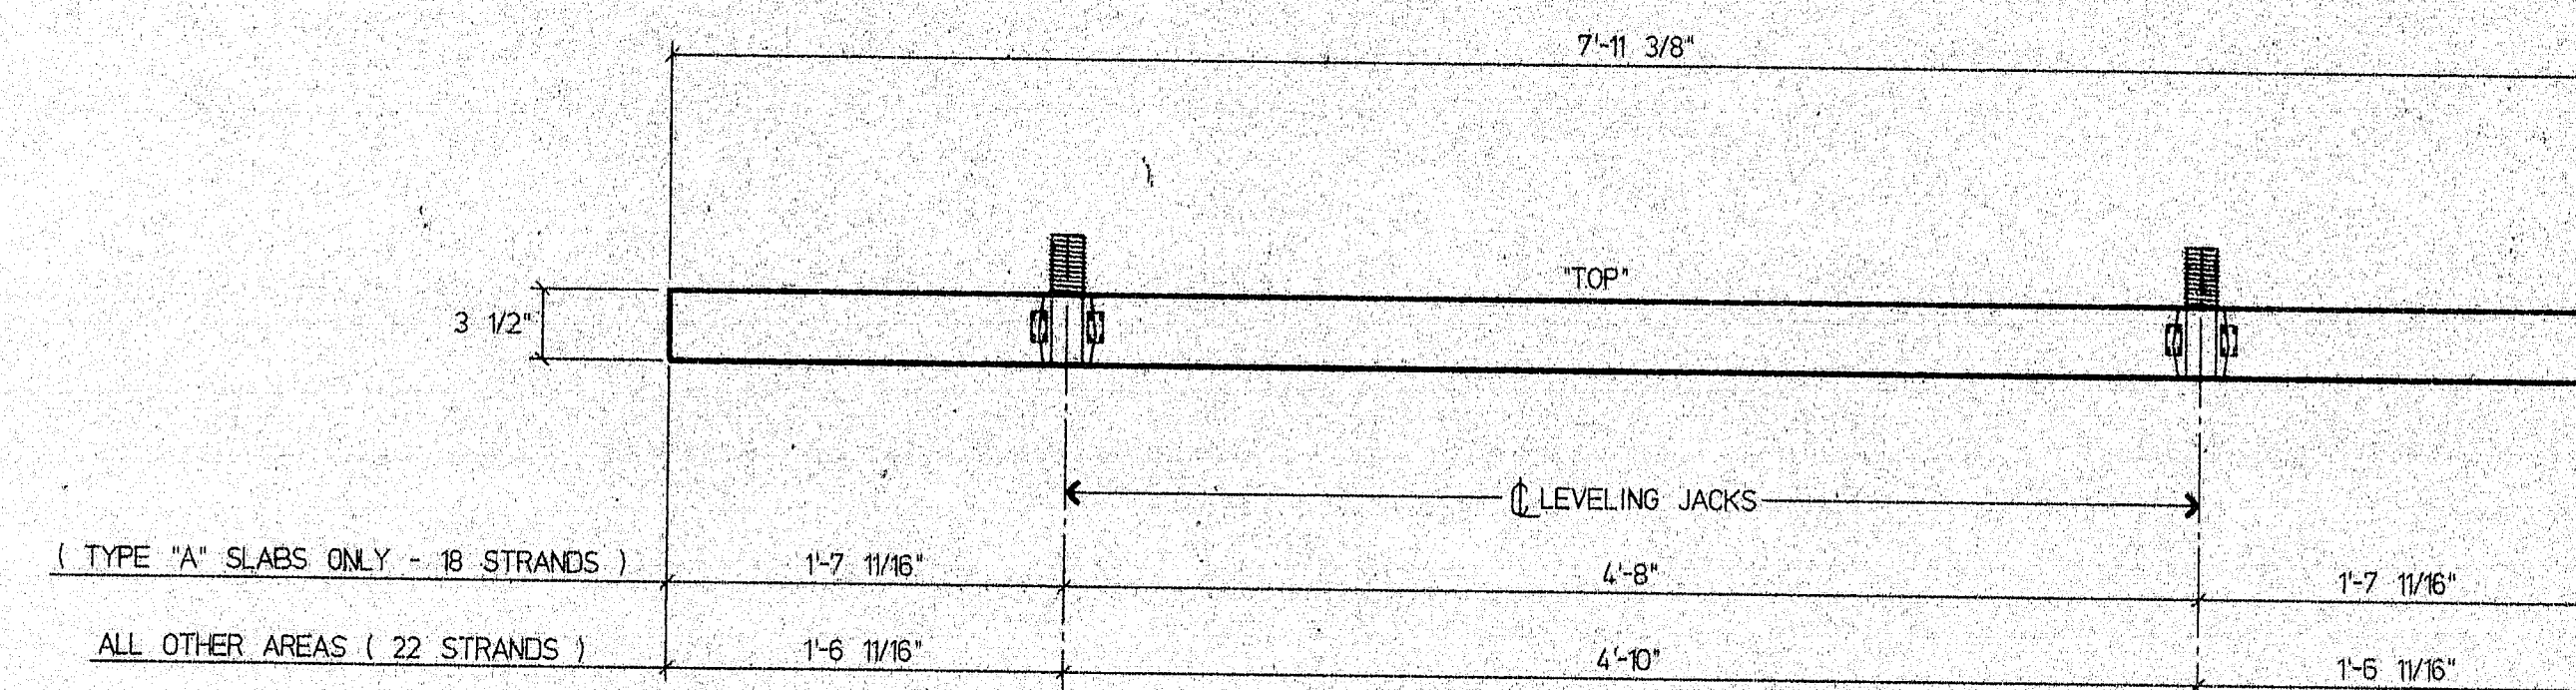 7'-11 3/8"
"TOP"
3 1/2"
℄ LEVELING JACKS
( TYPE "A" SLABS ONLY - 18 STRANDS ) 1'-7 11/16" 4'-8" 1'-7 11/16"
ALL OTHER AREAS ( 22 STRANDS ) 1'-6 11/16" 4'-10" 1'-6 11/16"